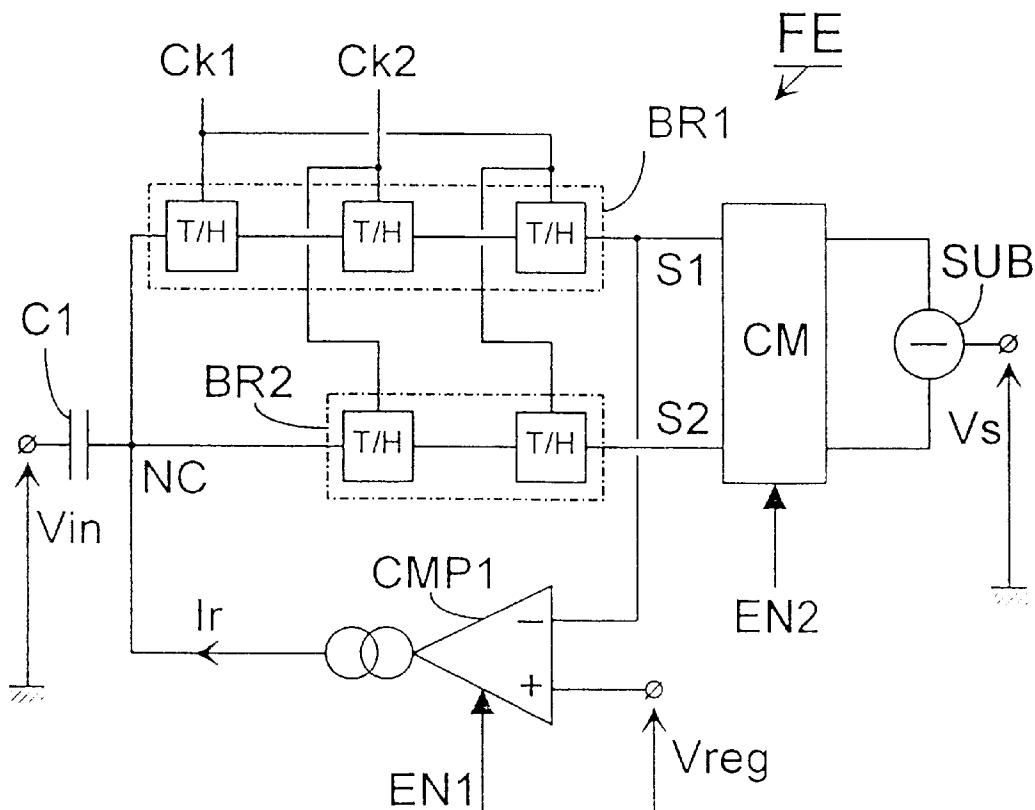 FE
Ck1 Ck2
BR1
T/H T/H T/H
S1
SUB
C1
CM
BR2
S2
T/H T/H
Vs
NC
Vin
CMP1
Ir
−
EN2
+
Vreg
EN1